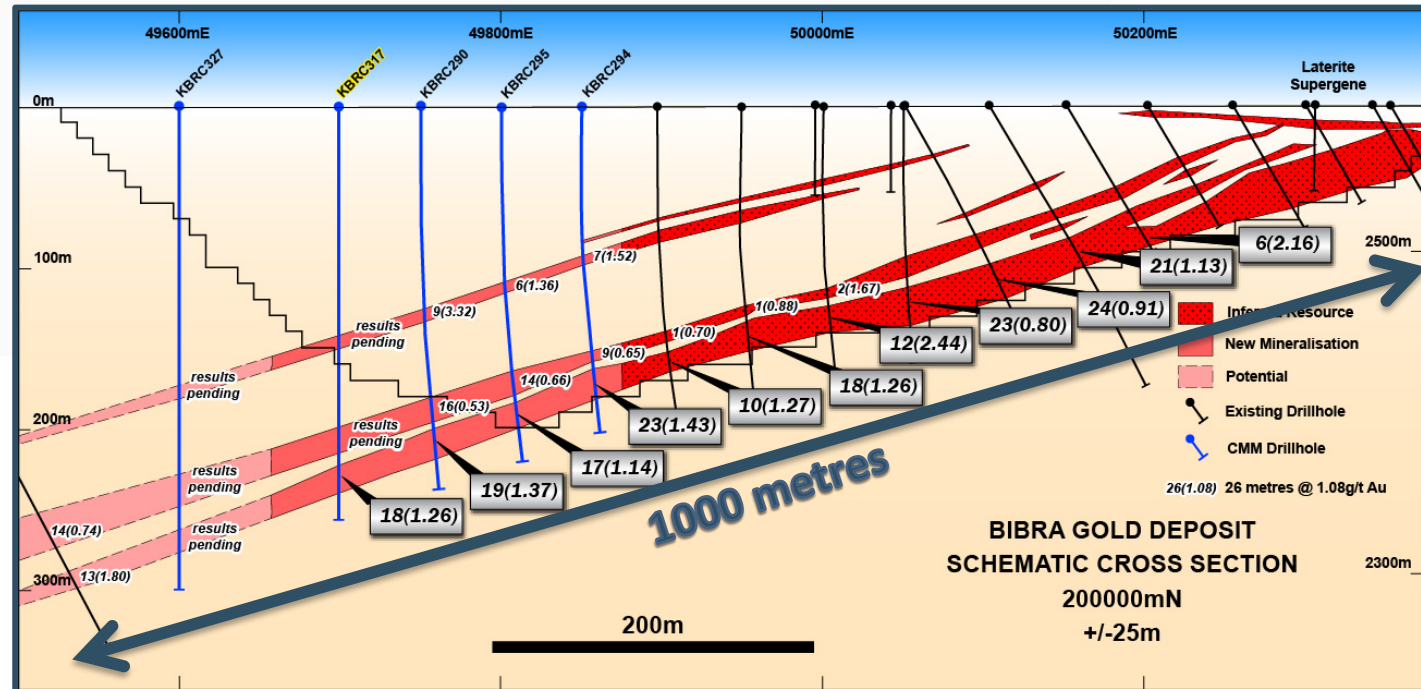 49600mE
49800mE
50000mE
50200mE
KBRC327
KBRC317
KBRC290
KBRC295
KBRC294
Laterite
Supergene
0m
100m
200m
300m
2500m
2300m
7(1.52)
6(1.36)
9(3.32)
results
pending
results
pending
2(1.67)
1(0.88)
1(0.70)
9(0.65)
14(0.66)
16(0.53)
results
pending
results
pending
results
pending
14(0.74)
13(1.80)
6(2.16)
21(1.13)
24(0.91)
23(0.80)
12(2.44)
18(1.26)
10(1.27)
23(1.43)
17(1.14)
19(1.37)
18(1.26)
1000 metres
Resource
New Mineralisation
Potential
Existing Drillhole
CMM Drillhole
26(1.08) 26 metres @ 1.08g/t Au
BIBRA GOLD DEPOSIT
SCHEMATIC CROSS SECTION
200000mN
+/-25m
200m